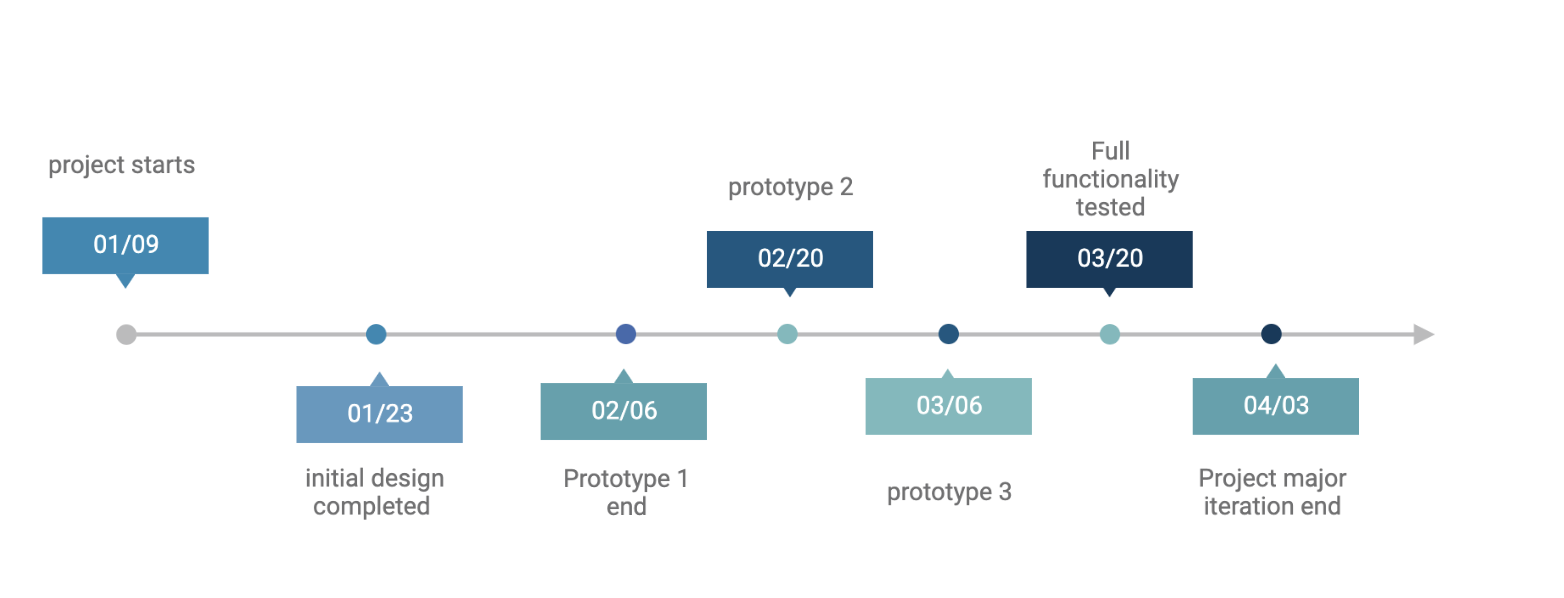 project starts
01/09
01/23
initial design
completed
02/06
Prototype 1
end
prototype 2
02/20
03/06
prototype 3
Full
functionality
tested
03/20
04/03
Project major
iteration end